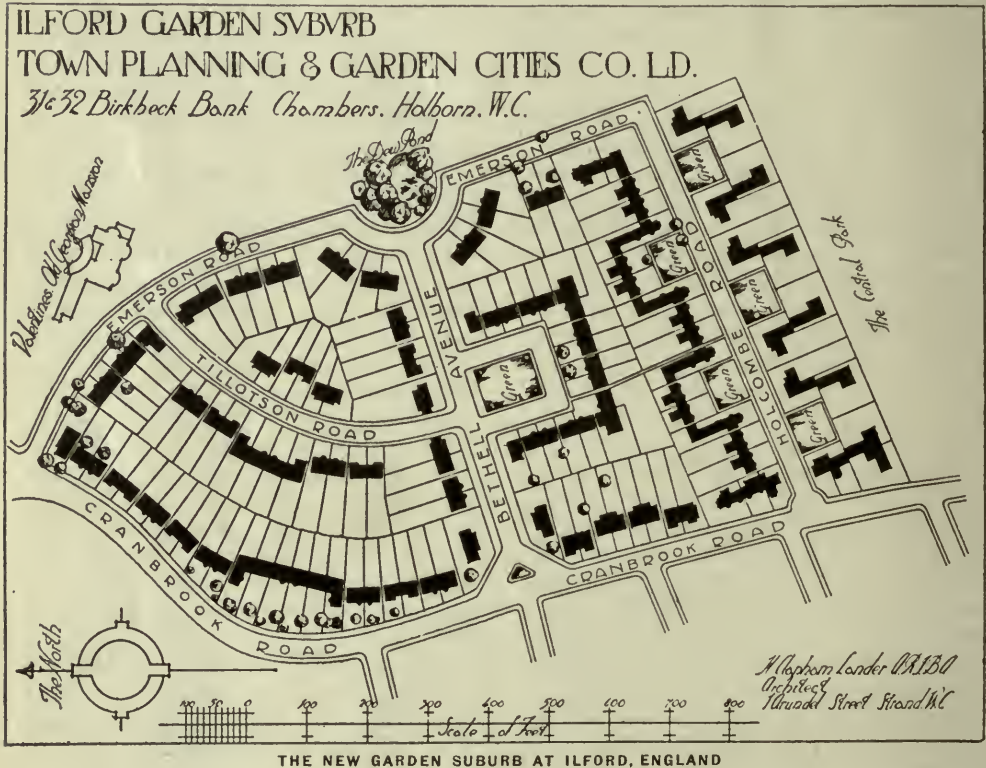 ILFORD GARDEN SVBVRB
TOWN PLANNING & GARDEN CITIES CO. LD.
31 & 32 Birkbeck Bank Chambers. Holborn. W.C.
The Dew Pond
EMERSON ROAD
Green
Valentines. Old Georgian Mansion
EMERSON ROAD
Green
HOLCOMBE ROAD
Green
The Central Park
AVENUE
EMERSON
TILLOTSON ROAD
Green
Green
Green
BETHELL
CRANBROOK ROAD
CRANBROOK ROAD
The North
H Clapham Lander A.R.I.B.A
Architect
1 Arundel Street Strand. W.C
100 50 0 100 200 300 400 500 600 700 800
Scale of Feet
THE NEW GARDEN SUBURB AT ILFORD, ENGLAND